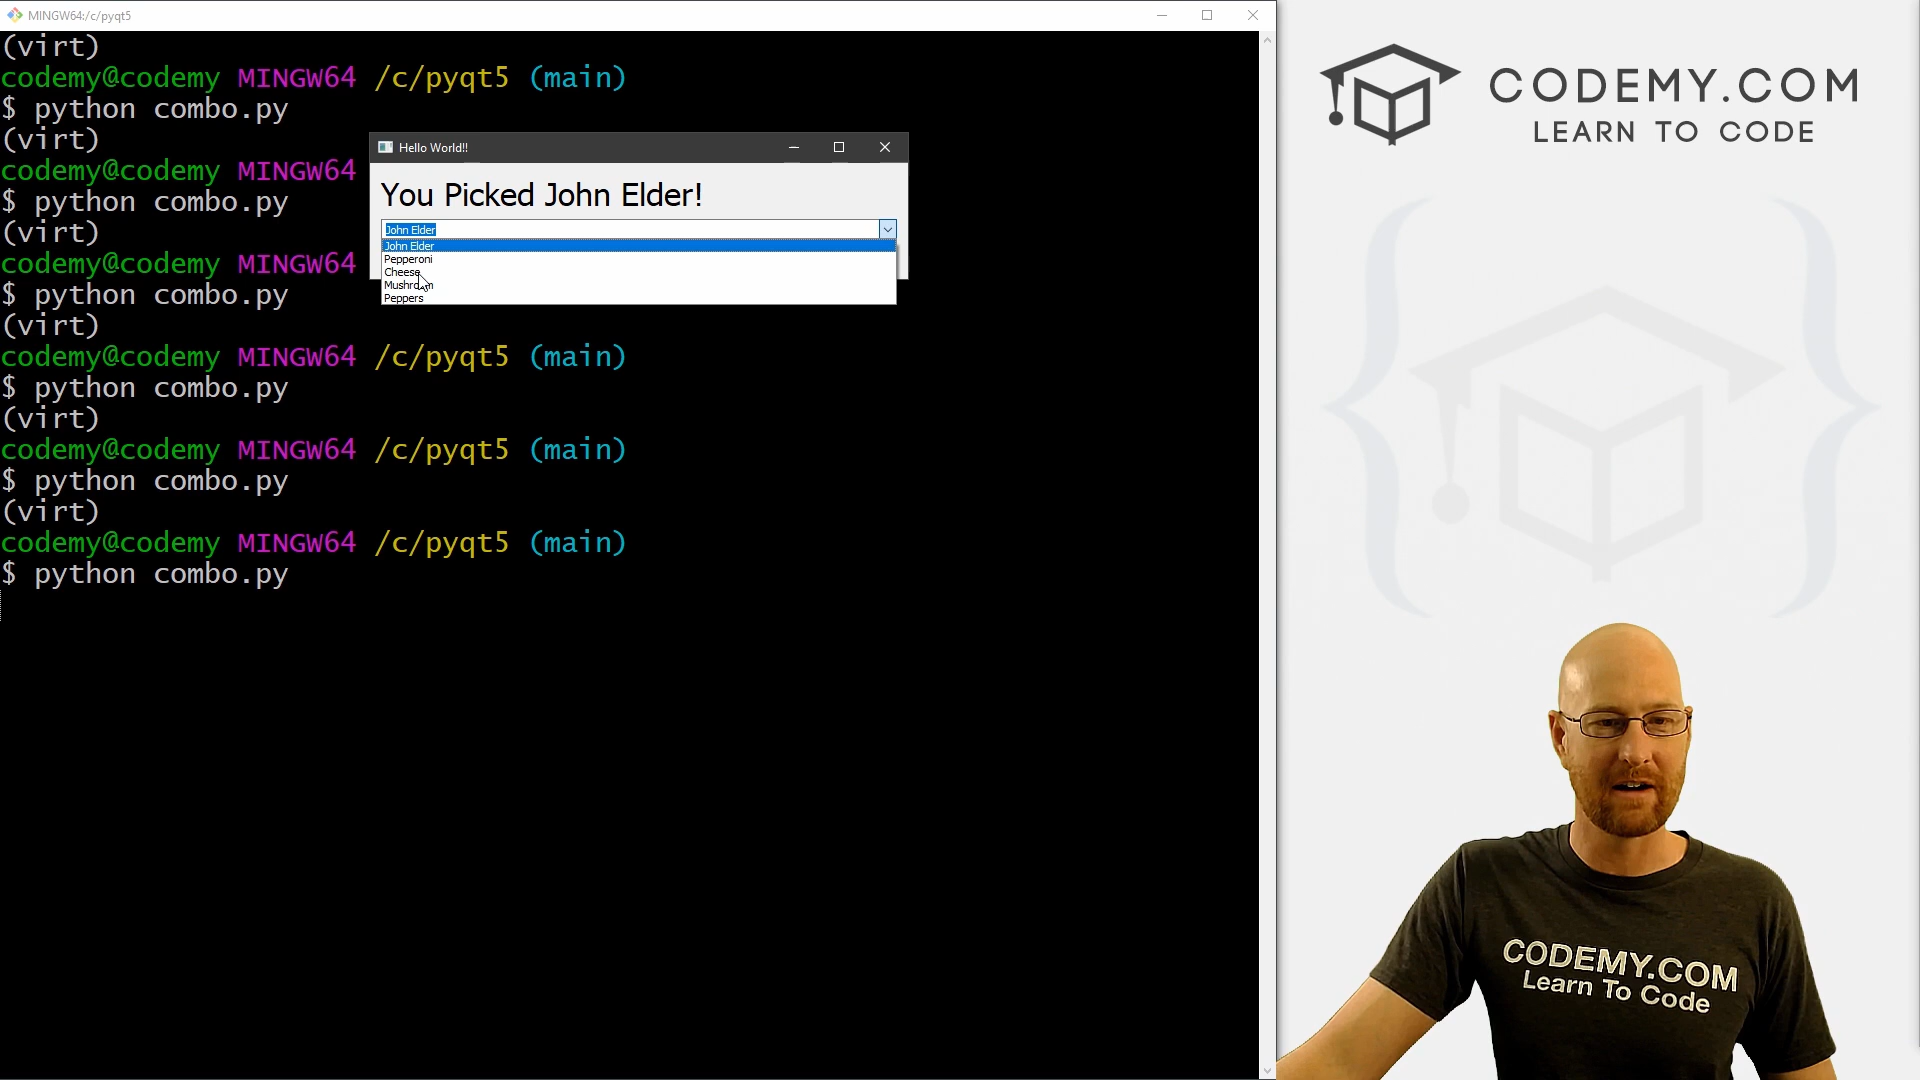 MINGW64:/c/pyqt5
(virt)
codemy@codemy MINGW64 /c/pyqt5 (main)
$ python combo.py
(virt)
codemy@codemy MINGW64
$ python combo.py
(virt)
codemy@codemy MINGW64
$ python combo.py
(virt)
codemy@codemy MINGW64 /c/pyqt5 (main)
$ python combo.py
(virt)
codemy@codemy MINGW64 /c/pyqt5 (main)
$ python combo.py
(virt)
codemy@codemy MINGW64 /c/pyqt5 (main)
$ python combo.py
Hello World!!
You Picked John Elder!
John Elder
John Elder
Pepperoni
Cheese
Mushroom
Peppers
CODEMY.COM
LEARN TO CODE
CODEMY.COM
Learn To Code